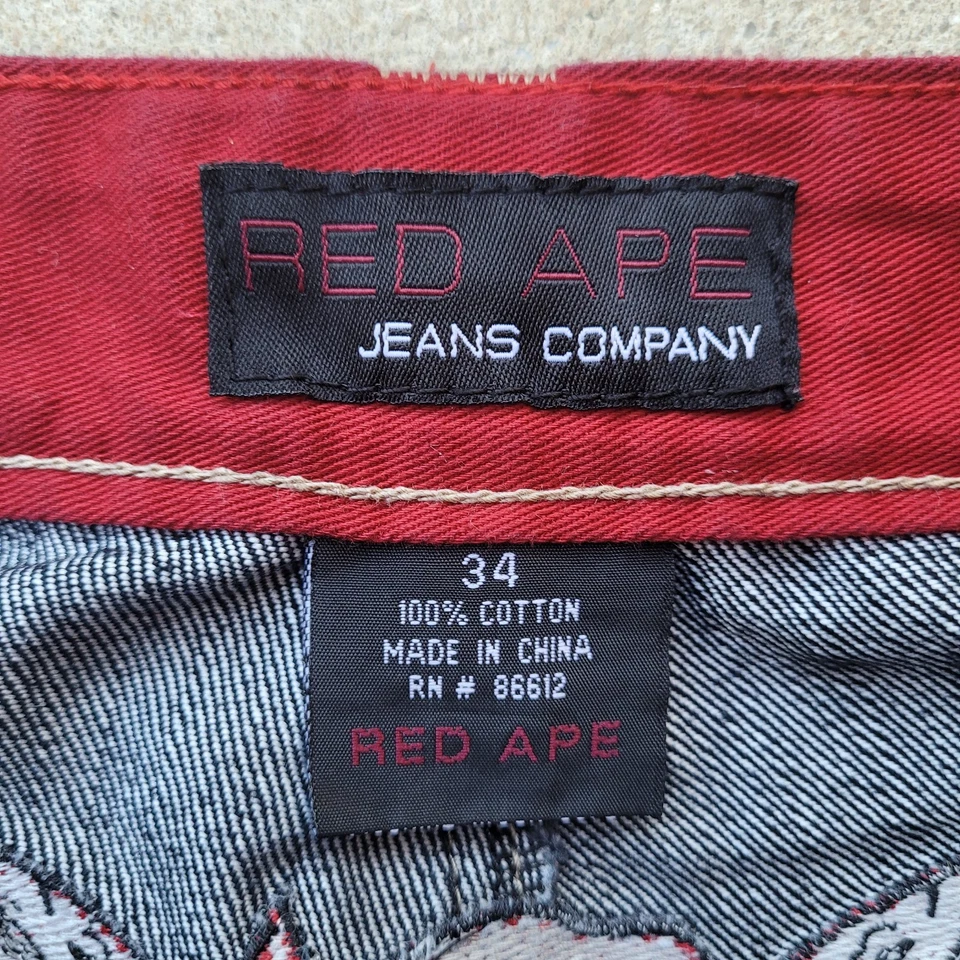 RED APE
JEANS COMPANY
34
100% COTTON
MADE IN CHINA
RN # 86612
RED APE